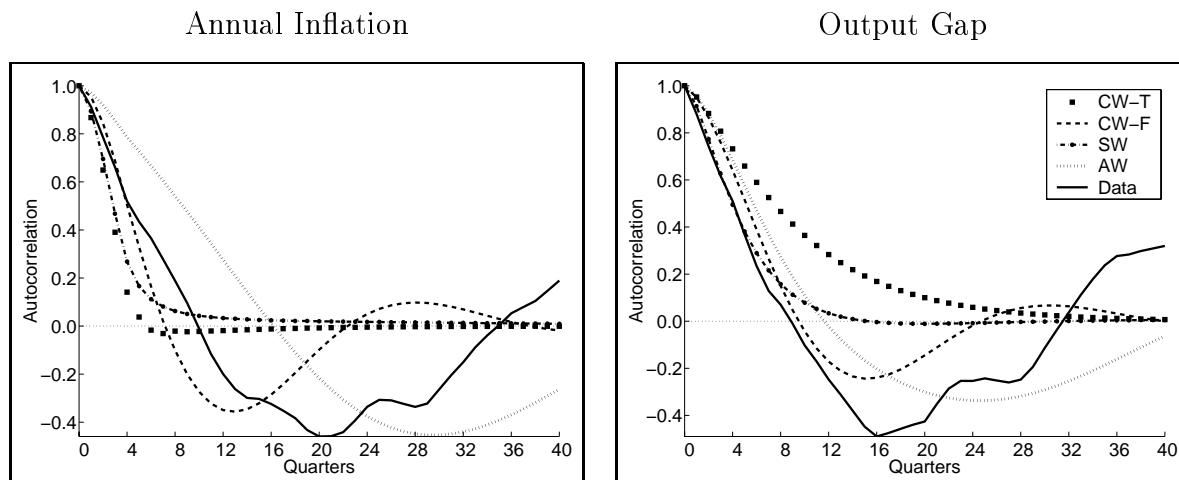 Annual Inflation
Autocorrelation
1.0
0.8
0.6
0.4
0.2
0.0
−0.2
−0.4
0 4 8 12 16 20 24 28 32 36 40
Quarters
Output Gap
Autocorrelation
1.0
0.8
0.6
0.4
0.2
0.0
−0.2
−0.4
0 4 8 12 16 20 24 28 32 36 40
Quarters
CW−T
CW−F
SW
AW
Data